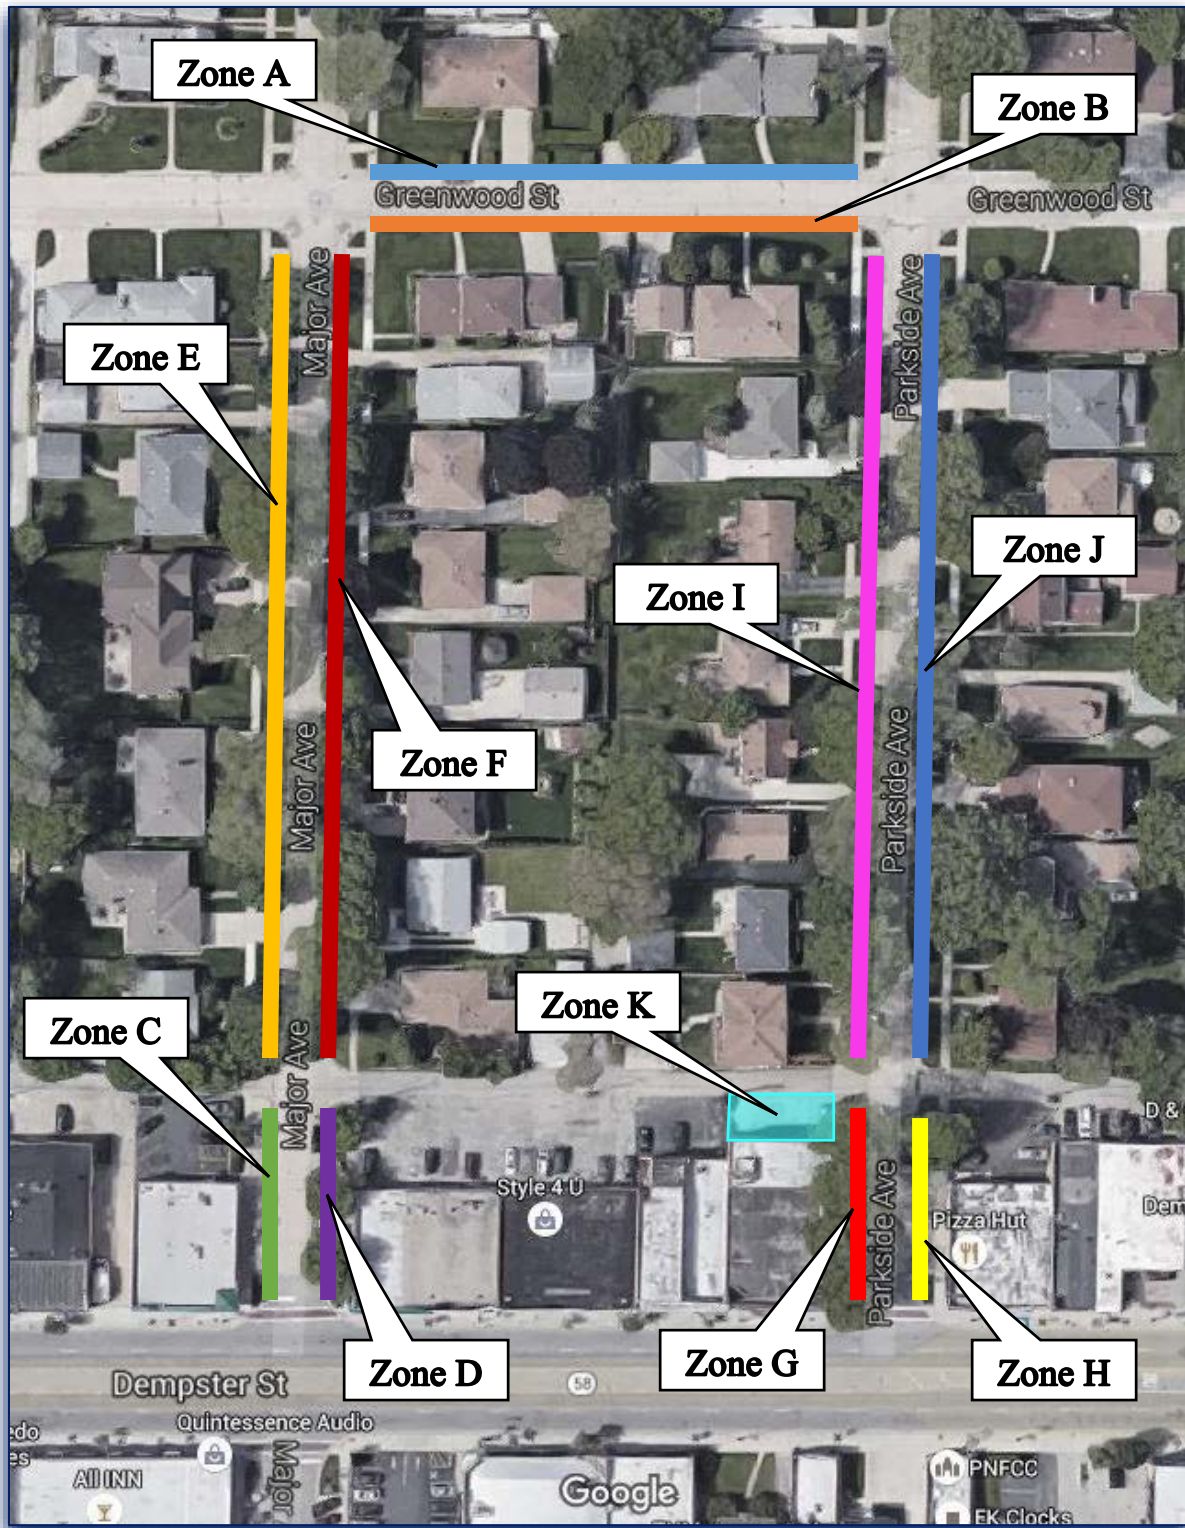 Zone A
Zone B
Greenwood St
Greenwood St
Major Ave
Parkside Ave
Zone E
Zone J
Zone I
Zone F
Major Ave
Parkside Ave
Zone K
Zone C
Major Ave
D &
Style 4 U
Parkside Ave
Pizza Hut
Dem
Zone D
Zone G
Zone H
Dempster St
58
Quintessence Audio
edo
es
Major
All INN
Google
PNFCC
EK Clocks